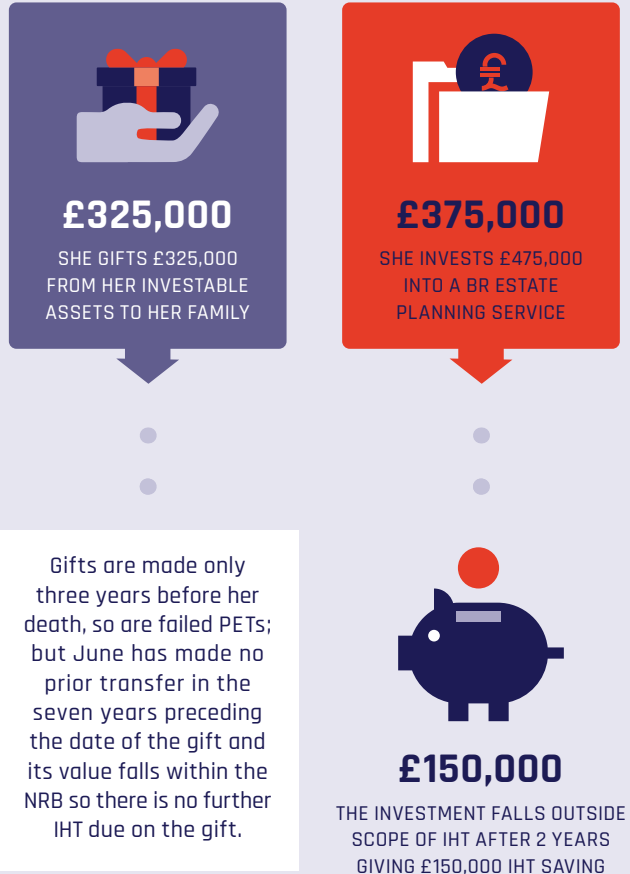 £325,000
SHE GIFTS £325,000
FROM HER INVESTABLE
ASSETS TO HER FAMILY
£
£375,000
SHE INVESTS £475,000
INTO A BR ESTATE
PLANNING SERVICE
Gifts are made only
three years before her
death, so are failed PETs;
but June has made no
prior transfer in the
seven years preceding
the date of the gift and
its value falls within the
NRB so there is no further
IHT due on the gift.
£150,000
THE INVESTMENT FALLS OUTSIDE
SCOPE OF IHT AFTER 2 YEARS
GIVING £150,000 IHT SAVING